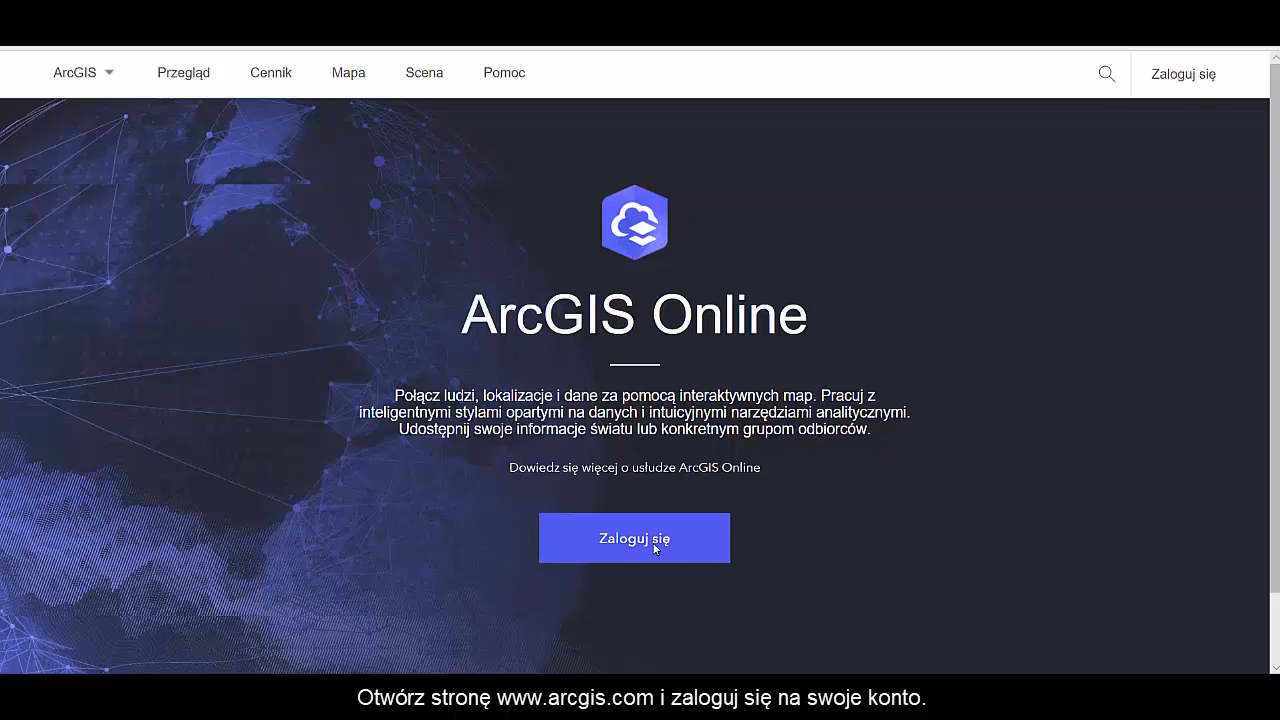 ArcGIS Przegląd Cennik Mapa Scena Pomoc Zaloguj się
ArcGIS Online
Połącz ludzi, lokalizacje i dane za pomocą interaktywnych map. Pracuj z
inteligentnymi stylami opartymi na danych i intuicyjnymi narzędziami analitycznymi.
Udostępnij swoje informacje światu lub konkretnym grupom odbiorców.
Dowiedz się więcej o usłudze ArcGIS Online
Zaloguj się
Otwórz stronę www.arcgis.com i zaloguj się na swoje konto.